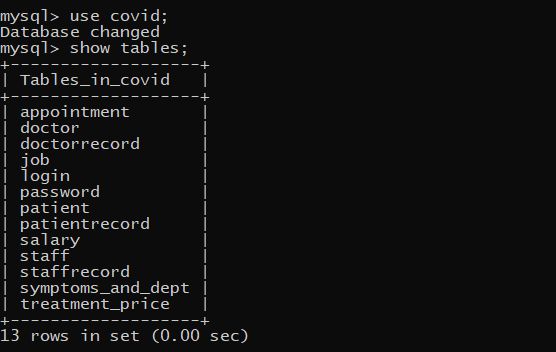 mysql> use covid;
Database changed
mysql> show tables;
+-------------------+
| Tables_in_covid   |
+-------------------+
| appointment       |
| doctor            |
| doctorrecord      |
| job               |
| login             |
| password          |
| patient           |
| patientrecord     |
| salary            |
| staff             |
| staffrecord       |
| symptoms_and_dept |
| treatment_price   |
+-------------------+
13 rows in set (0.00 sec)